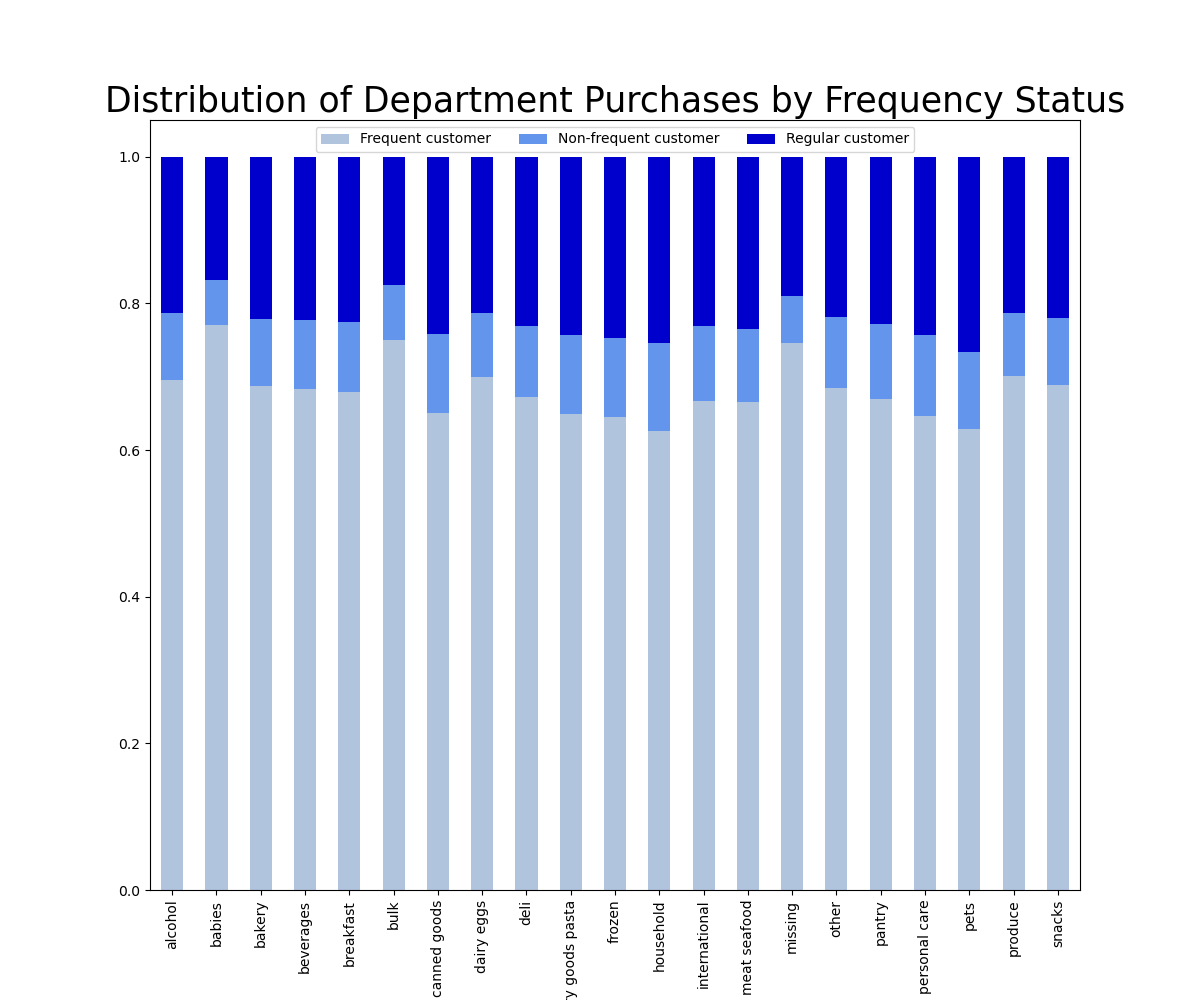 Distribution of Department Purchases by Frequency Status
Frequent customer Non-frequent customer Regular customer
1.0
0.8
0.6
0.4
0.2
0.0
alcohol
babies
bakery
beverages
breakfast
bulk
canned goods
dairy eggs
deli
goods pasta
frozen
household
international
meat seafood
missing
other
pantry
personal care
pets
produce
snacks